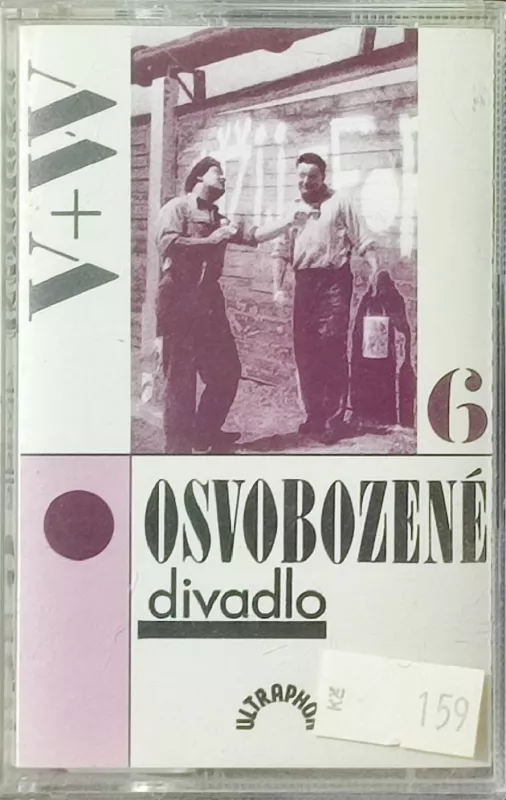 V+W
6
OSVOBOZENÉ
divadlo
ULTRAPHON
Kč 159